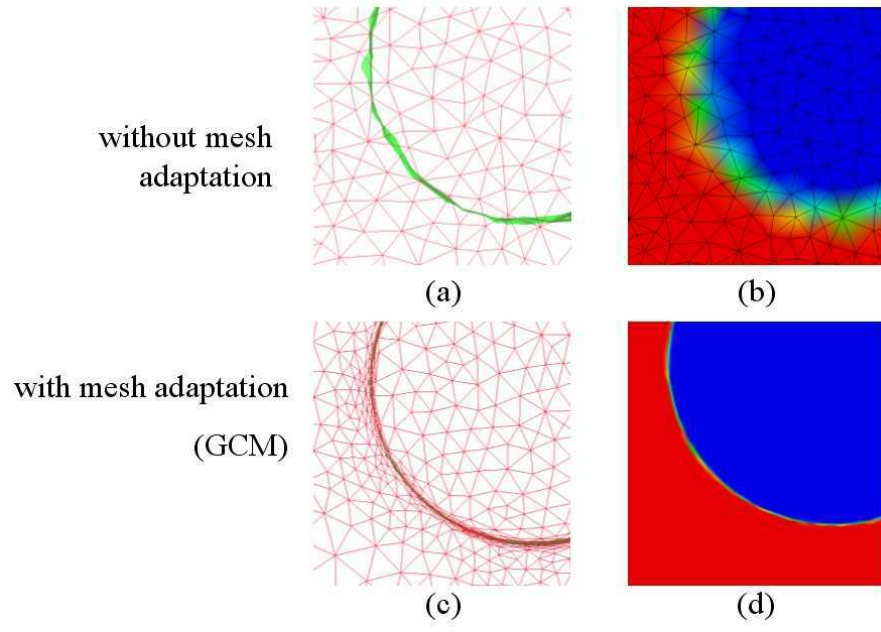 without mesh
adaptation
(a)
(b)
with mesh adaptation
(GCM)
(c)
(d)